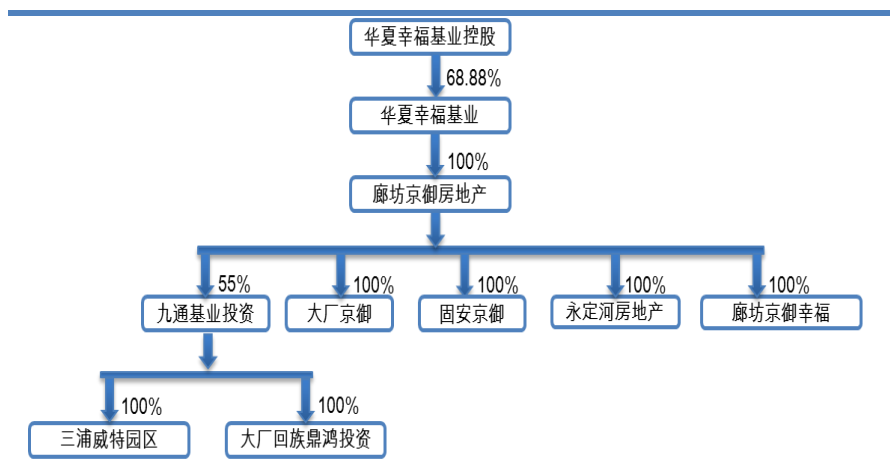 华夏幸福基业控股
68.88%
华夏幸福基业
100%
廊坊京御房地产
55%
100%
100%
100%
100%
九通基业投资
大厂京御
固安京御
永定河房地产
廊坊京御幸福
100%
100%
三浦威特园区
大厂回族鼎鸿投资